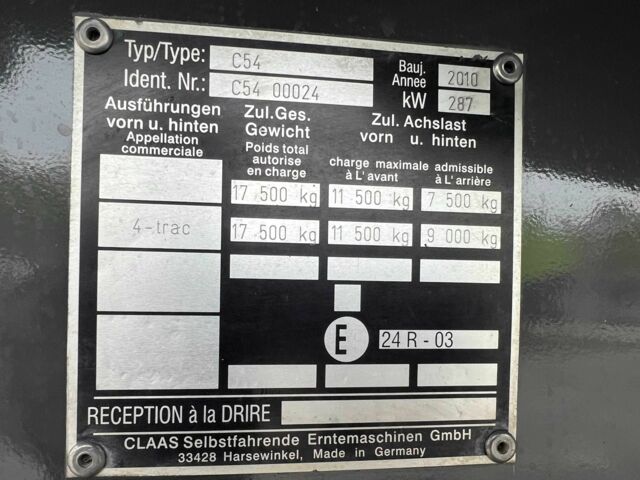 Typ/Type: C54
Ident. Nr.: C54 00024
Bauj. Annee 2010
kW 287
Ausführungen
vorn u. hinten
Appellation
commerciale
Zul.Ges.
Gewicht
Poids total
autorise
en charge
Zul. Achslast
vorn u. hinten
charge maximale admissible
à L'avant à L'arrière
17 500 kg 11 500 kg 7 500 kg
4-trac 17 500 kg 11 500 kg 9 000 kg
E 24 R - 03
RECEPTION à la DRIRE
CLAAS Selbstfahrende Erntemaschinen GmbH
33428 Harsewinkel, Made in Germany